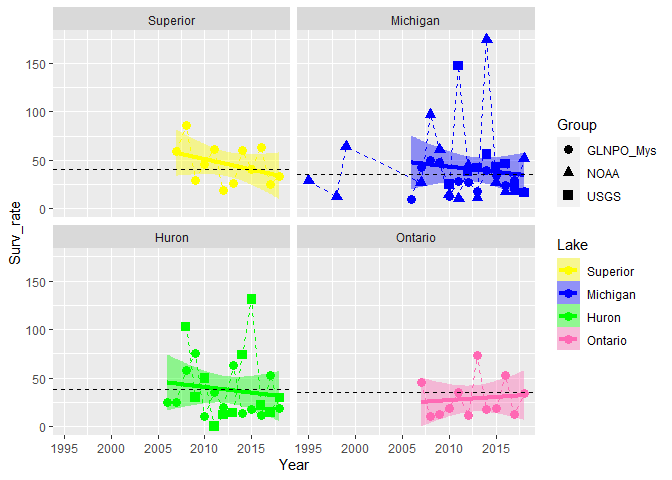 Superior
Michigan
150
100
50
0
Surv_rate
Huron
Ontario
150
100
50
0
1995 2000 2005 2010 2015
1995 2000 2005 2010 2015
Year
Group
GLNPO_Mys
NOAA
USGS
Lake
Superior
Michigan
Huron
Ontario